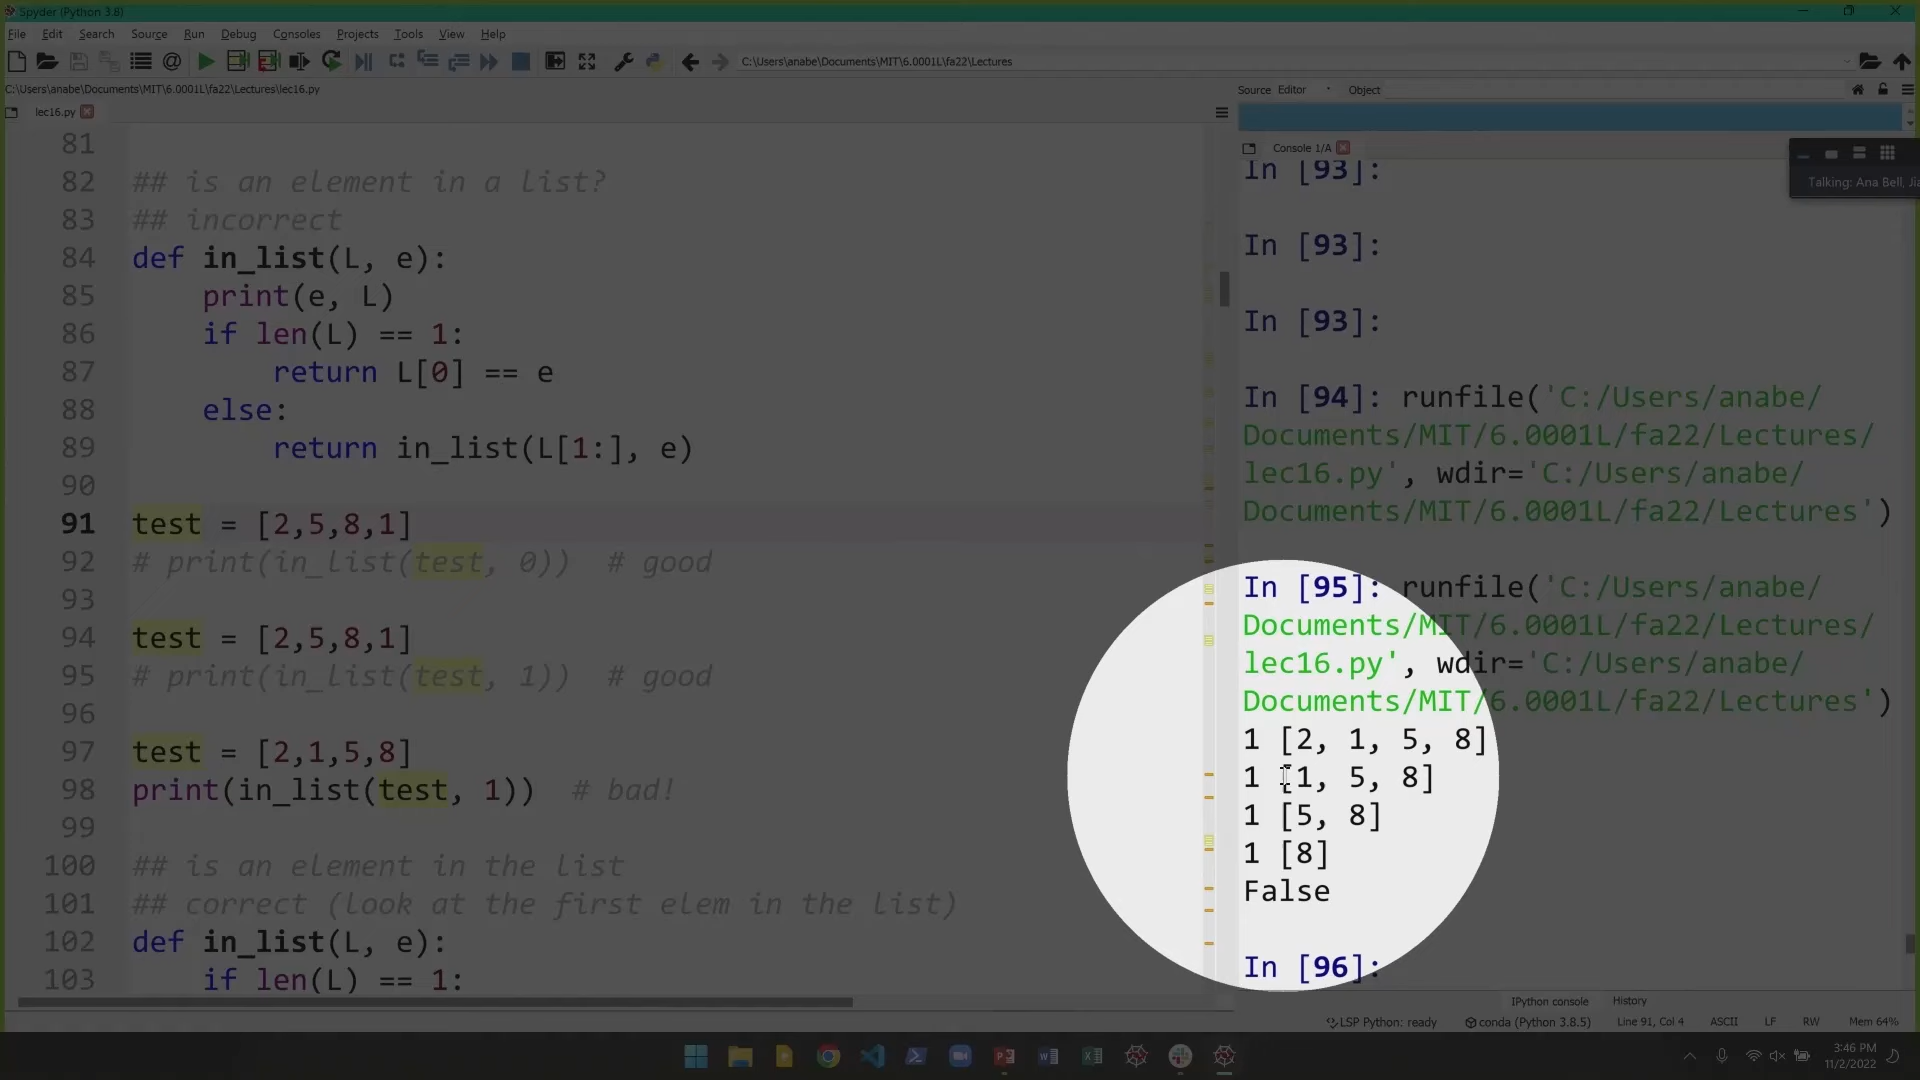 Spyder (Python 3.8)
File Edit Search Source Run Debug Consoles Projects Tools View Help
C:\Users\anabe\Documents\MIT\6.0001L\fa22\Lectures
C:\Users\anabe\Documents\MIT\6.0001L\fa22\Lectures\lec16.py
lec16.py
81
82 ## is an element in a list?
83 ## incorrect
84 def in_list(L, e):
85     print(e, L)
86     if len(L) == 1:
87         return L[0] == e
88     else:
89         return in_list(L[1:], e)
90
91 test = [2,5,8,1]
92 # print(in_list(test, 0))  # good
93
94 test = [2,5,8,1]
95 # print(in_list(test, 1))  # good
96
97 test = [2,1,5,8]
98 print(in_list(test, 1))  # bad!
99
100 ## is an element in the list
101 ## correct (look at the first elem in the list)
102 def in_list(L, e):
103     if len(L) == 1:
Source Editor Object
Console 1/A
Talking: Ana Bell, Jia
In [93]:
In [93]:
In [93]:
In [94]: runfile('C:/Users/anabe/
Documents/MIT/6.0001L/fa22/Lectures/
lec16.py', wdir='C:/Users/anabe/
Documents/MIT/6.0001L/fa22/Lectures')
In [95]: runfile('C:/Users/anabe/
Documents/MIT/6.0001L/fa22/Lectures/
lec16.py', wdir='C:/Users/anabe/
Documents/MIT/6.0001L/fa22/Lectures')
1 [2, 1, 5, 8]
1 [1, 5, 8]
1 [5, 8]
1 [8]
False
In [96]:
IPython console History
LSP Python: ready conda (Python 3.8.5) Line 91, Col 4 ASCII LF RW Mem 64%
3:46 PM
11/2/2022